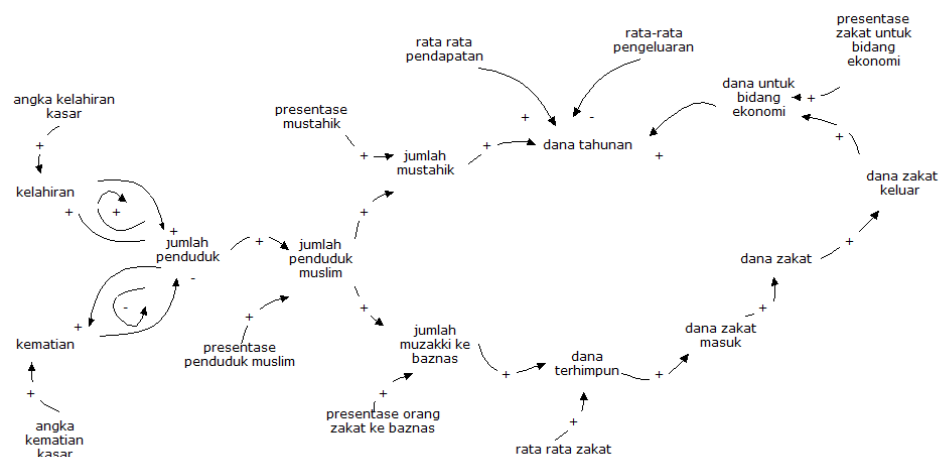 presentase
zakat untuk
bidang
ekonomi
rata rata
pendapatan
rata-rata
pengeluaran
dana untuk
bidang
ekonomi
+
angka kelahiran
kasar
presentase
mustahik
+
-
+
dana tahunan
+
+
+
jumlah
mustahik
+
+
kelahiran
dana zakat
keluar
+
+
+
+
jumlah
penduduk
+
jumlah
penduduk
muslim
+
dana zakat
-
-
+
+
+
+
kematian
presentase
penduduk muslim
jumlah
muzakki ke
baznas
dana zakat
masuk
dana
terhimpun
+
+
+
+
presentase orang
zakat ke baznas
+
angka
kematian
kasar
rata rata zakat